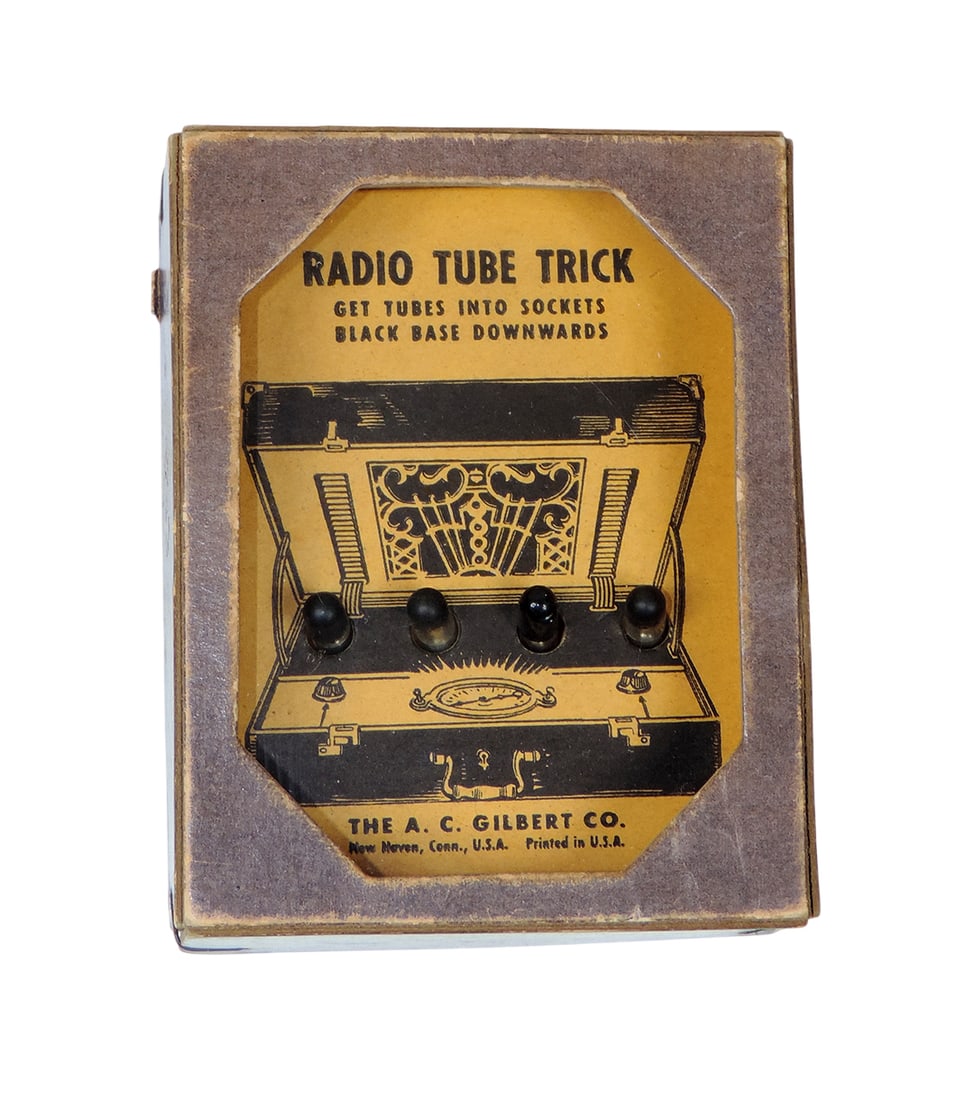 RADIO TUBE TRICK
GET TUBES INTO SOCKETS
BLACK BASE DOWNWARDS
THE A. C. GILBERT CO.
New Haven, Conn., U.S.A. Printed in U.S.A.